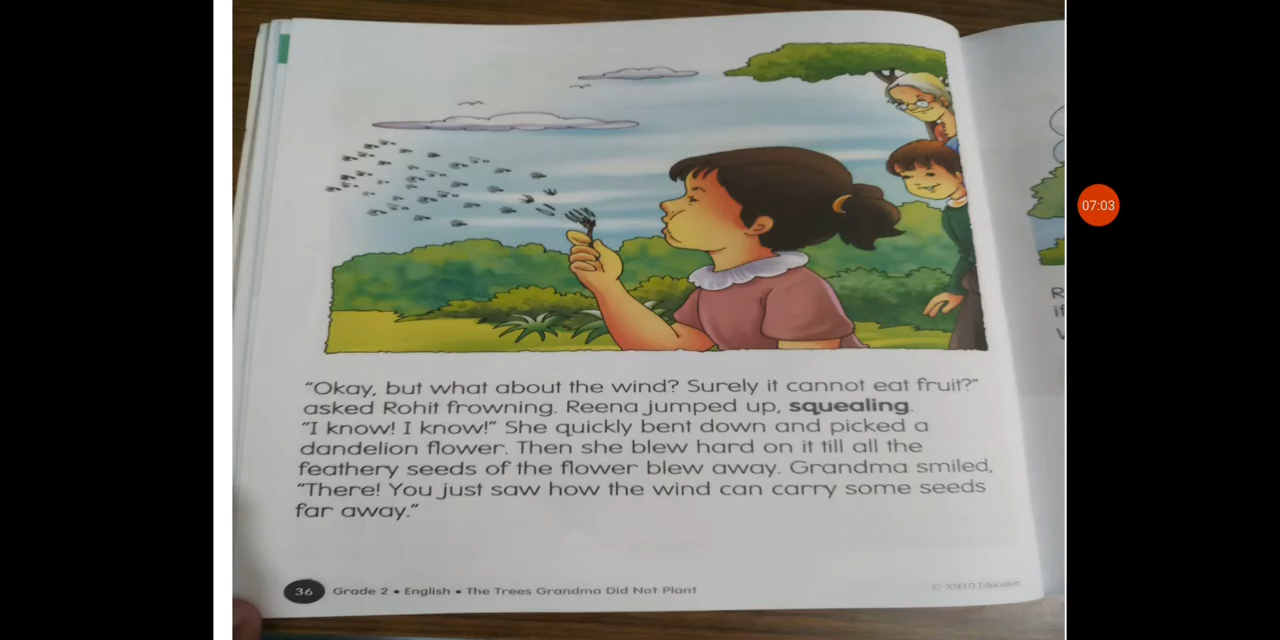 07:03
"Okay, but what about the wind? Surely it cannot eat fruit?"
asked Rohit frowning. Reena jumped up, squealing.
"I know! I know!" She quickly bent down and picked a
dandelion flower. Then she blew hard on it till all the
feathery seeds of the flower blew away. Grandma smiled,
"There! You just saw how the wind can carry some seeds
far away."
36 Grade 2 • English • The Trees Grandma Did Not Plant
Education